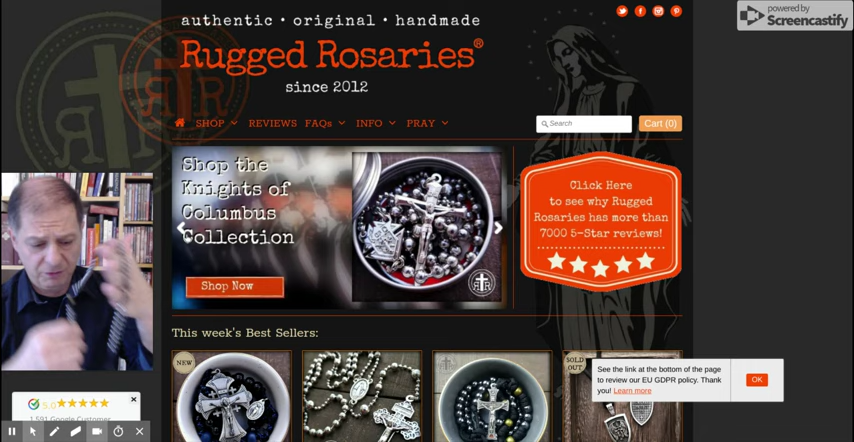 powered by
Screencastify
authentic · original · handmade
Rugged Rosaries®
since 2012
SHOP REVIEWS FAQs INFO PRAY
Search
Cart (0)
Shop the
Knights of
Columbus
Collection
Shop Now
Click Here
to see why Rugged
Rosaries has more than
7000 5-Star reviews!
This week's Best Sellers:
NEW
SOLD
OUT
See the link at the bottom of the page
to review our EU GDPR policy. Thank
you! Learn more
OK
5.0
1,591 Google Customer